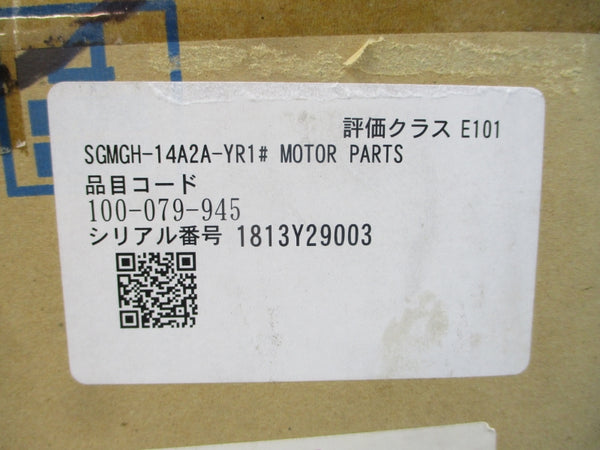 評価クラス E101
SGMGH-14A2A-YR1# MOTOR PARTS
品目コード
100-079-945
シリアル番号 1813Y29003